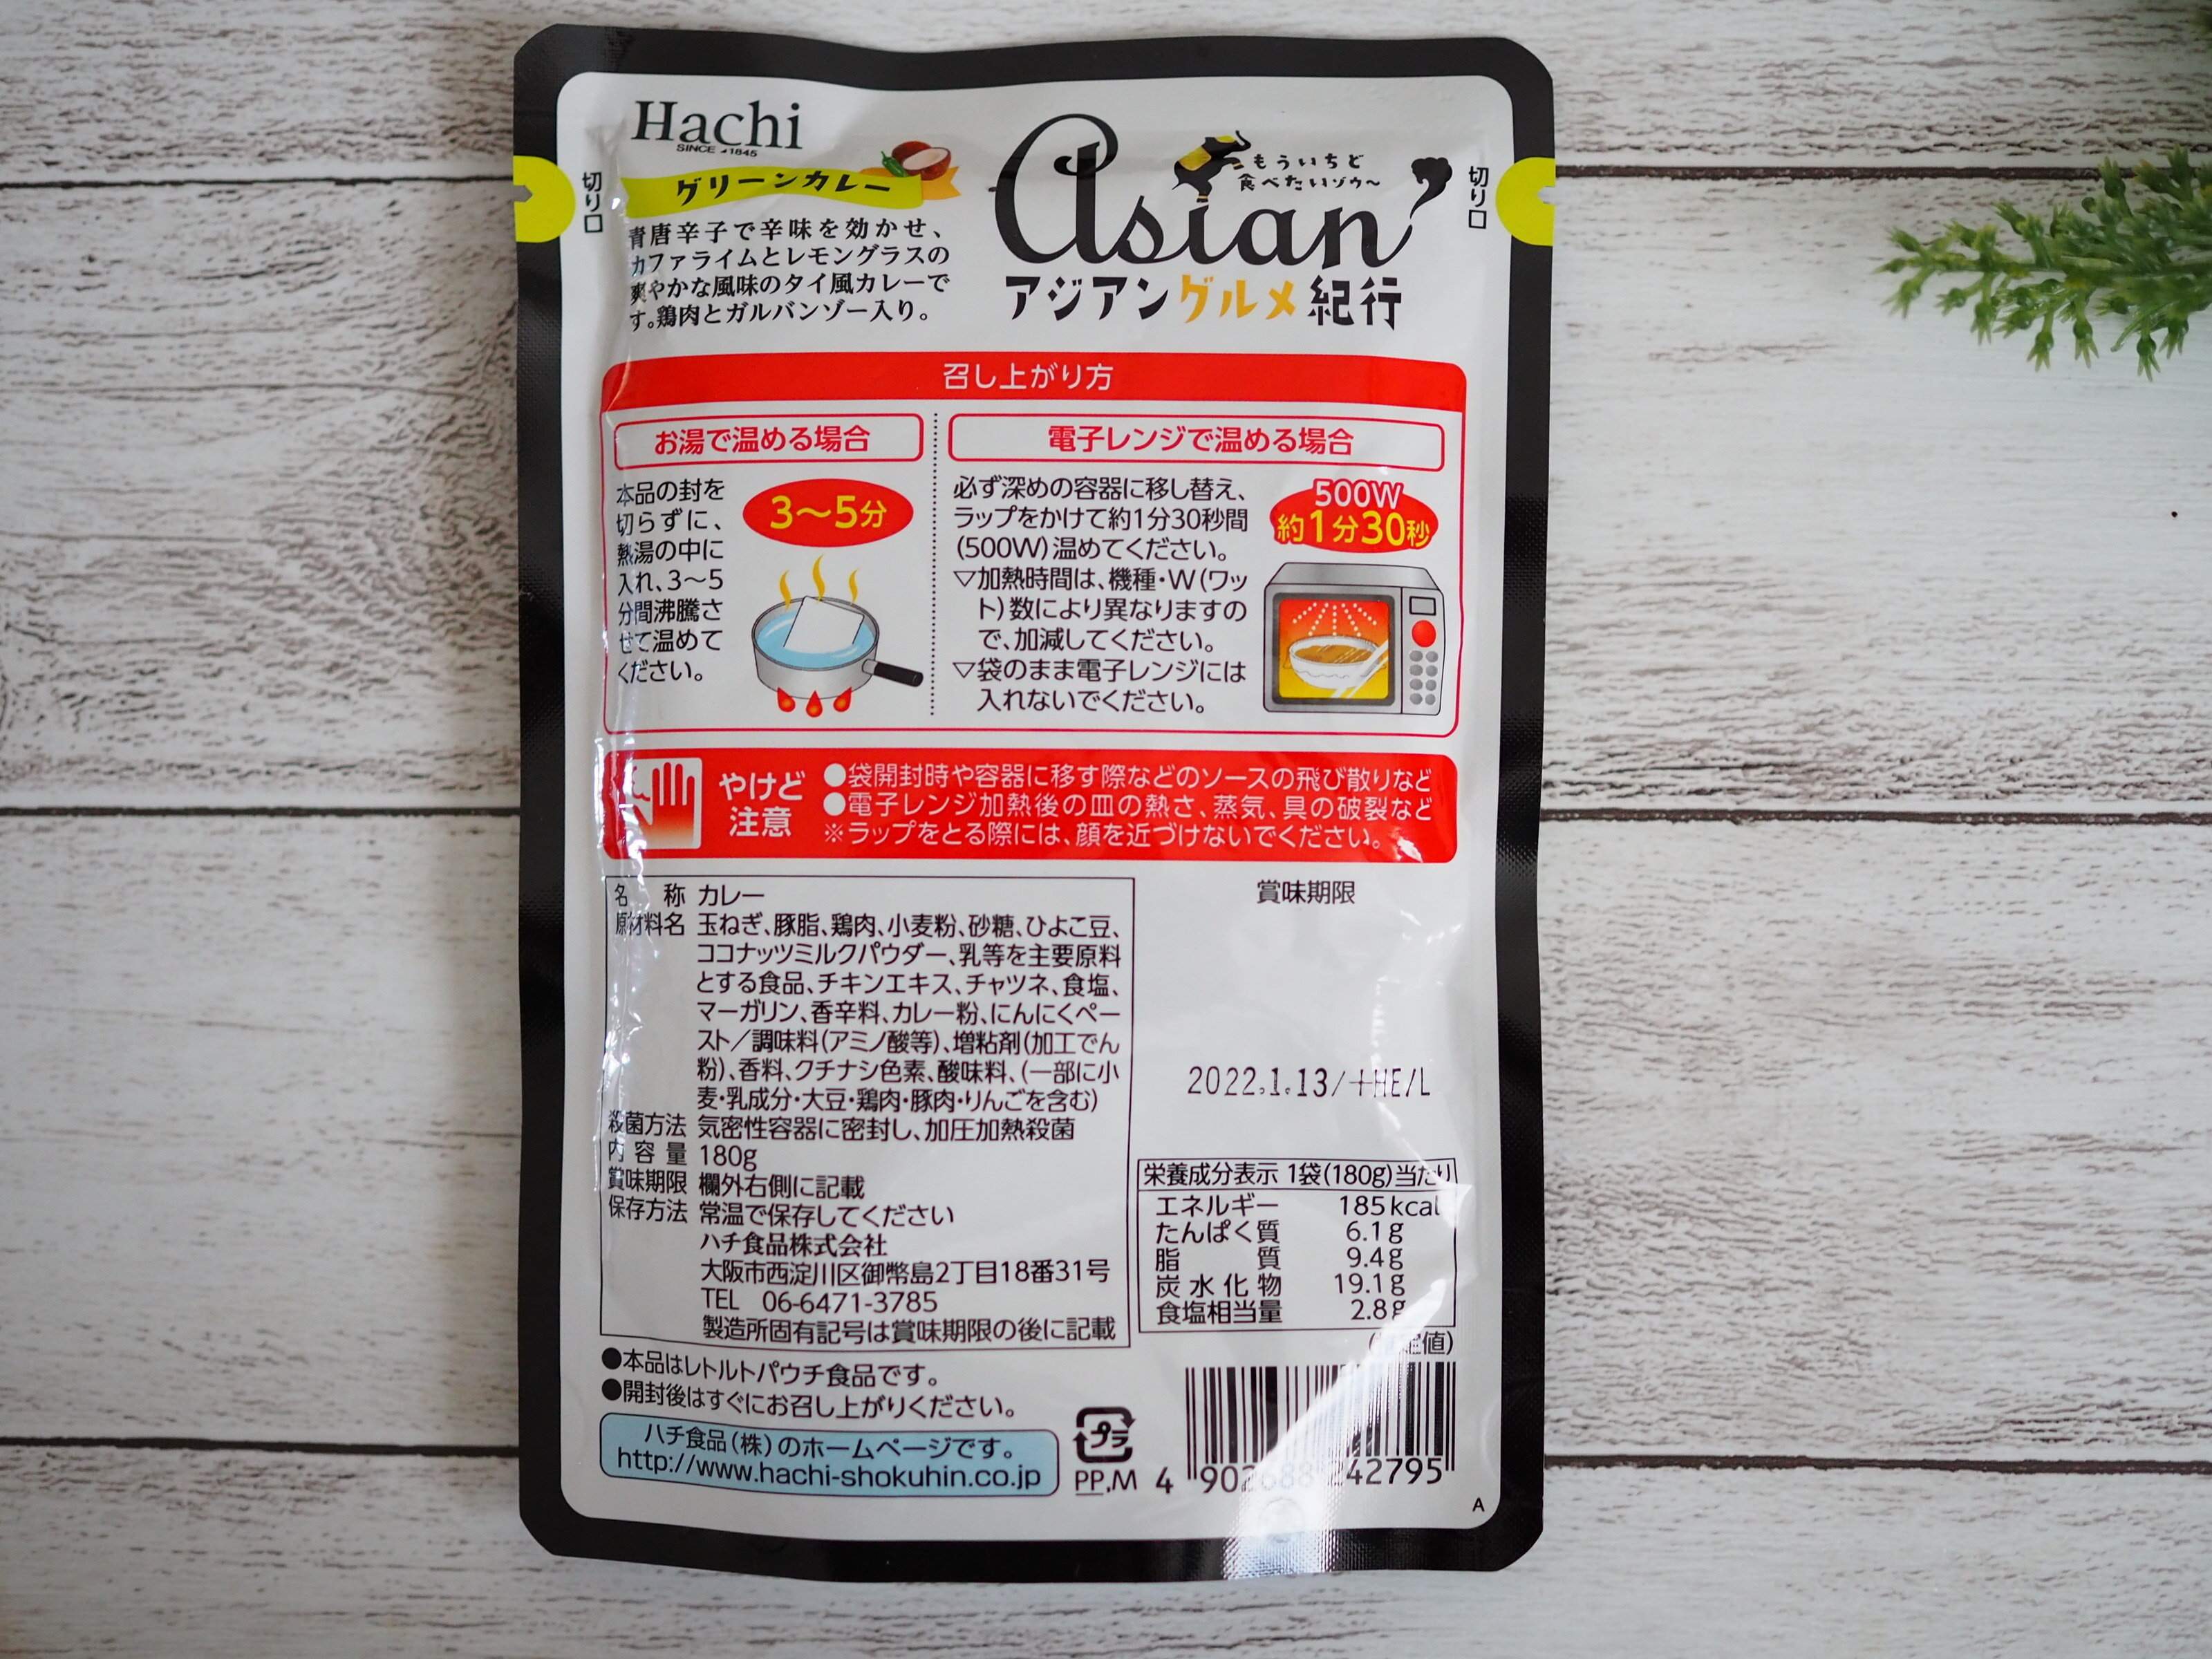 Hachi
SINCE 1845
グリーンカレー
青唐辛子で辛味を効かせ、
カファライムとレモングラスの
爽やかな風味のタイ風カレーで
す。鶏肉とガルバンゾー入り。
もういちど
食べたいゾウ〜
Asian
アジアングルメ紀行
切り口
切り口
召し上がり方
お湯で温める場合
本品の封を
切らずに、
熱湯の中に
入れ、3〜5
分間沸騰さ
せて温めて
ください。
3〜5分
電子レンジで温める場合
必ず深めの容器に移し替え、
ラップをかけて約1分30秒間
(500W)温めてください。
▽加熱時間は、機種・W(ワッ
ト)数により異なりますの
で、加減してください。
▽袋のまま電子レンジには
入れないでください。
500W
約1分30秒
やけど
注意
●袋開封時や容器に移す際などのソースの飛び散りなど
●電子レンジ加熱後の皿の熱さ、蒸気、具の破裂など
※ラップをとる際には、顔を近づけないでください。
名 称 カレー
原材料名 玉ねぎ、豚脂、鶏肉、小麦粉、砂糖、ひよこ豆、
ココナッツミルクパウダー、乳等を主要原料
とする食品、チキンエキス、チャツネ、食塩、
マーガリン、香辛料、カレー粉、にんにくペー
スト／調味料(アミノ酸等)、増粘剤(加工でん
粉)、香料、クチナシ色素、酸味料、(一部に小
麦・乳成分・大豆・鶏肉・豚肉・りんごを含む)
殺菌方法 気密性容器に密封し、加圧加熱殺菌
内容量 180g
賞味期限 欄外右側に記載
保存方法 常温で保存してください
ハチ食品株式会社
大阪市西淀川区御幣島2丁目18番31号
TEL 06-6471-3785
製造所固有記号は賞味期限の後に記載
賞味期限
2022.1.13/+HE/L
栄養成分表示 1袋(180g)当たり
エネルギー 185kcal
たんぱく質 6.1g
脂質 9.4g
炭水化物 19.1g
食塩相当量 2.8g
●本品はレトルトパウチ食品です。
●開封後はすぐにお召し上がりください。
ハチ食品(株)のホームページです。
http://www.hachi-shokuhin.co.jp
プラ
PP,M
4 902688 242795
A